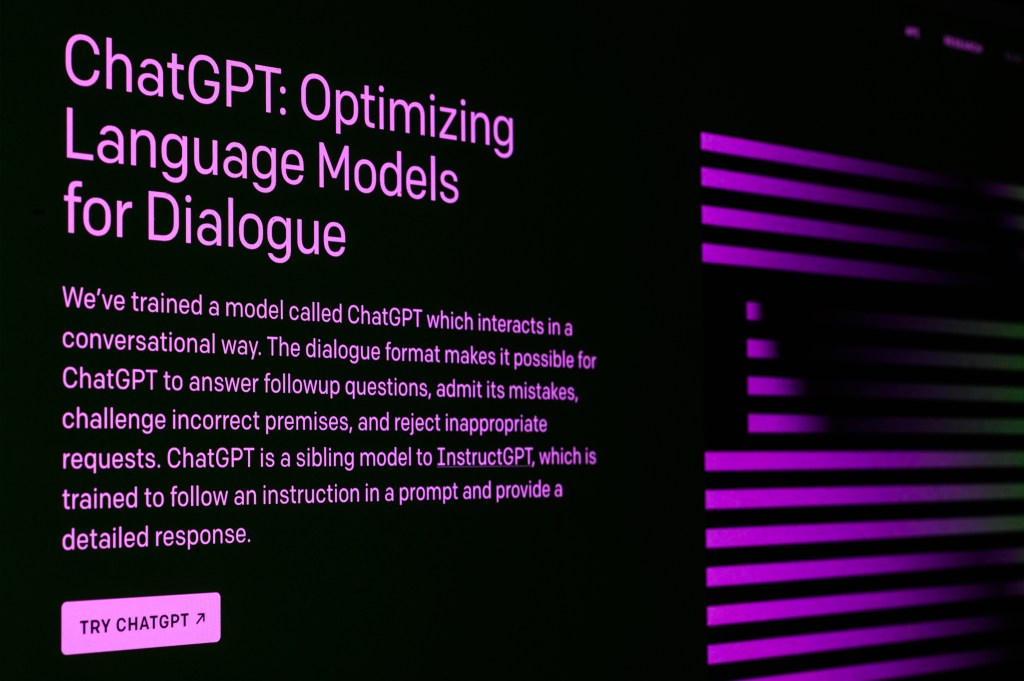 RESEARCH
ChatGPT: Optimizing
Language Models
for Dialogue
We've trained a model called ChatGPT which interacts in a
conversational way. The dialogue format makes it possible for
ChatGPT to answer followup questions, admit its mistakes,
challenge incorrect premises, and reject inappropriate
requests. ChatGPT is a sibling model to InstructGPT, which is
trained to follow an instruction in a prompt and provide a
detailed response.
TRY CHATGPT ↗